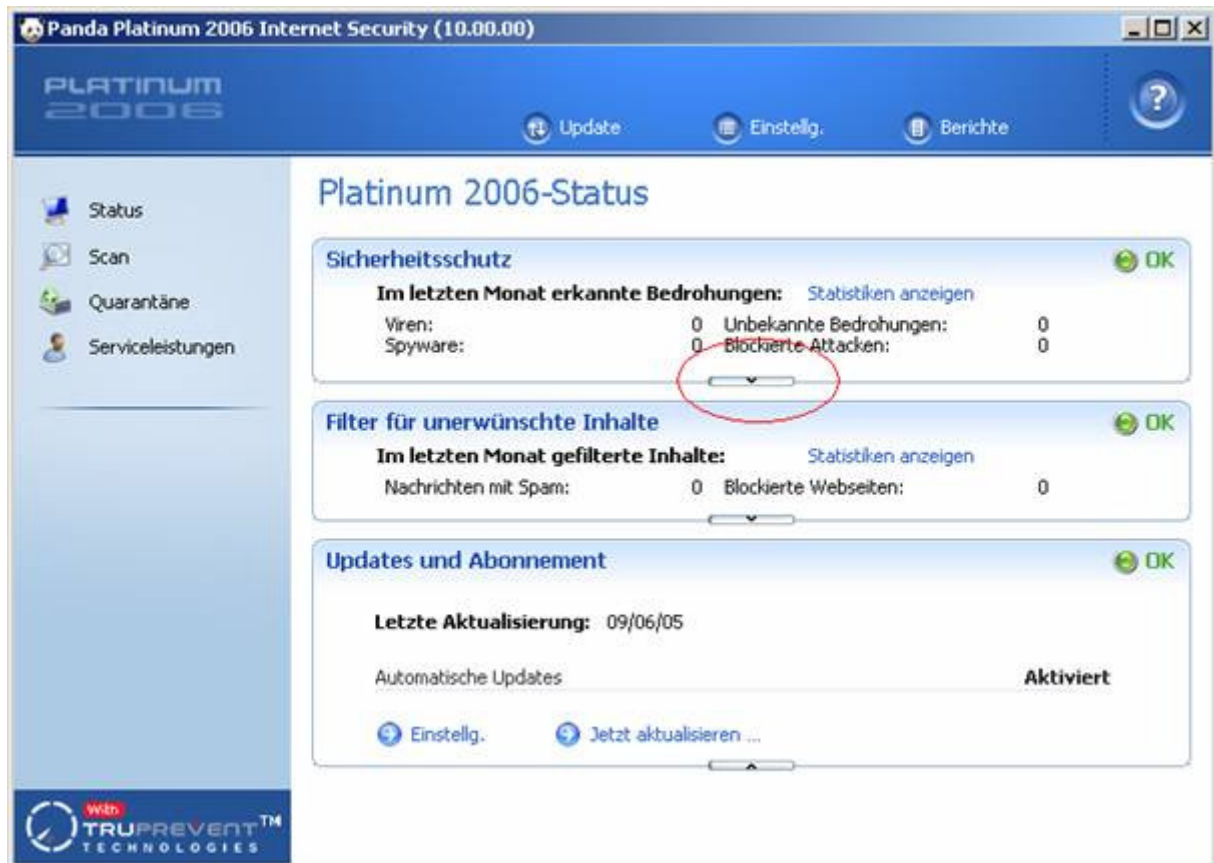 Panda Platinum 2006 Internet Security (10.00.00)
PLATINUM
2006
Update
Einstellg.
Berichte
?
Status
Scan
Quarantäne
Serviceleistungen
Platinum 2006-Status
Sicherheitsschutz OK
Im letzten Monat erkannte Bedrohungen: Statistiken anzeigen
Viren: 0 Unbekannte Bedrohungen: 0
Spyware: 0 Blockierte Attacken: 0
Filter für unerwünschte Inhalte OK
Im letzten Monat gefilterte Inhalte: Statistiken anzeigen
Nachrichten mit Spam: 0 Blockierte Webseiten: 0
Updates und Abonnement OK
Letzte Aktualisierung: 09/06/05
Automatische Updates Aktiviert
Einstellg. Jetzt aktualisieren ...
With
TRUPREVENT™
TECHNOLOGIES